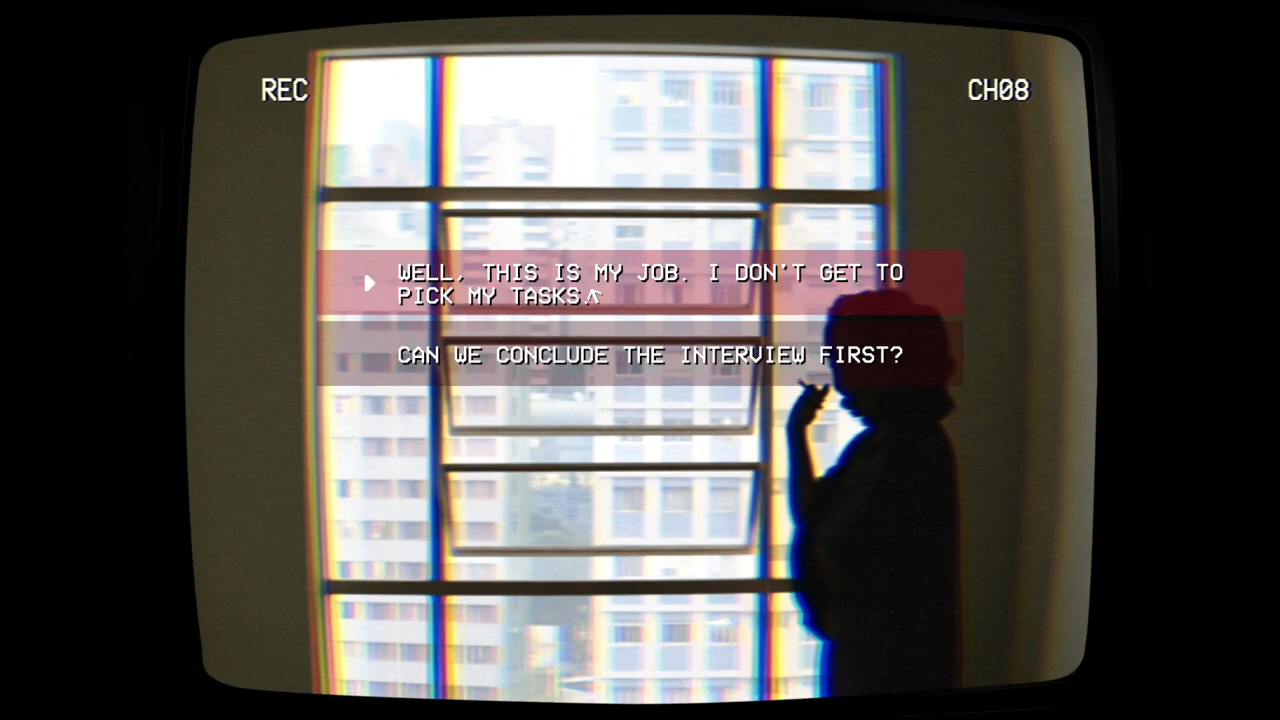 REC
CH08
WELL, THIS IS MY JOB. I DON'T GET TO
PICK MY TASKS.
CAN WE CONCLUDE THE INTERVIEW FIRST?